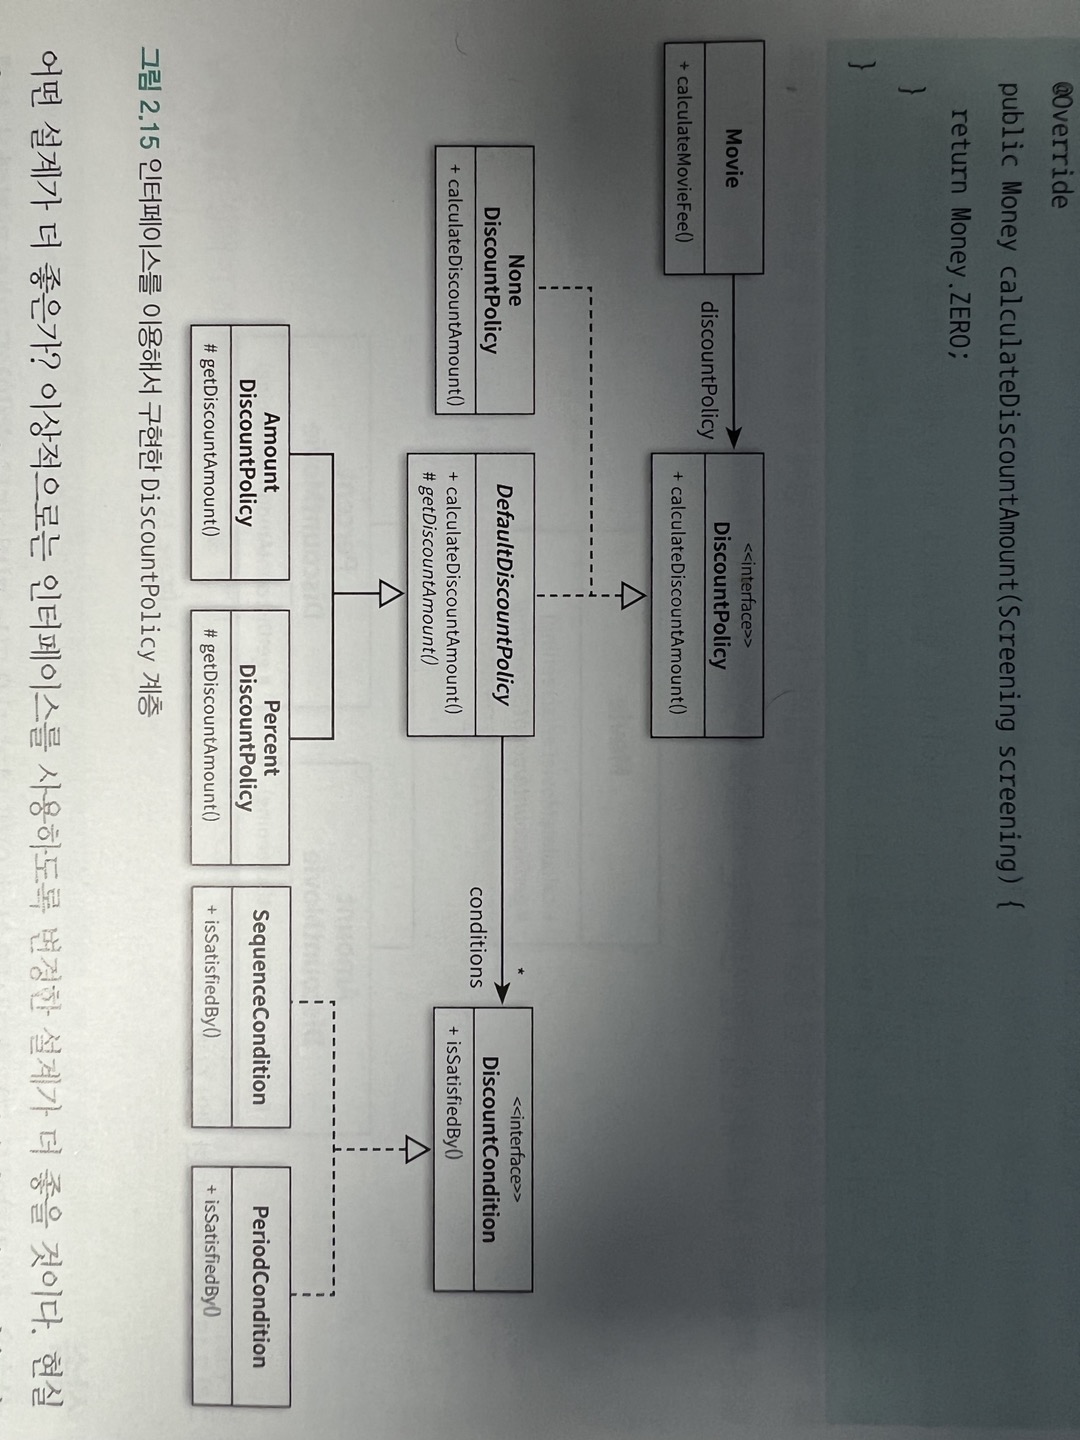 @Override
public Money calculateDiscountAmount(Screening screening) {
return Money.ZERO;
}
}
Movie
+ calculateMovieFee()
discountPolicy
<<interface>>
DiscountPolicy
+ calculateDiscountAmount()
None
DiscountPolicy
+ calculateDiscountAmount()
DefaultDiscountPolicy
+ calculateDiscountAmount()
# getDiscountAmount()
*
conditions
<<interface>>
DiscountCondition
+ isSatisfiedBy()
Amount
DiscountPolicy
# getDiscountAmount()
Percent
DiscountPolicy
# getDiscountAmount()
SequenceCondition
+ isSatisfiedBy()
PeriodCondition
+ isSatisfiedBy()
그림 2.15 인터페이스를 이용해서 구현한 DiscountPolicy 계층
어떤 설계가 더 좋은가? 이상적으로는 인터페이스를 사용하도록 변경한 설계가 더 좋을 것이다. 현실